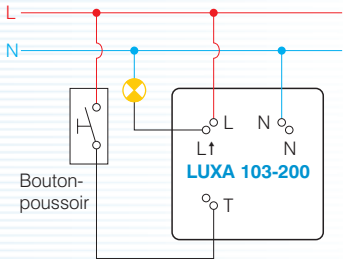 L
N
L N
L↑ N
LUXA 103-200
Bouton-
poussoir
T